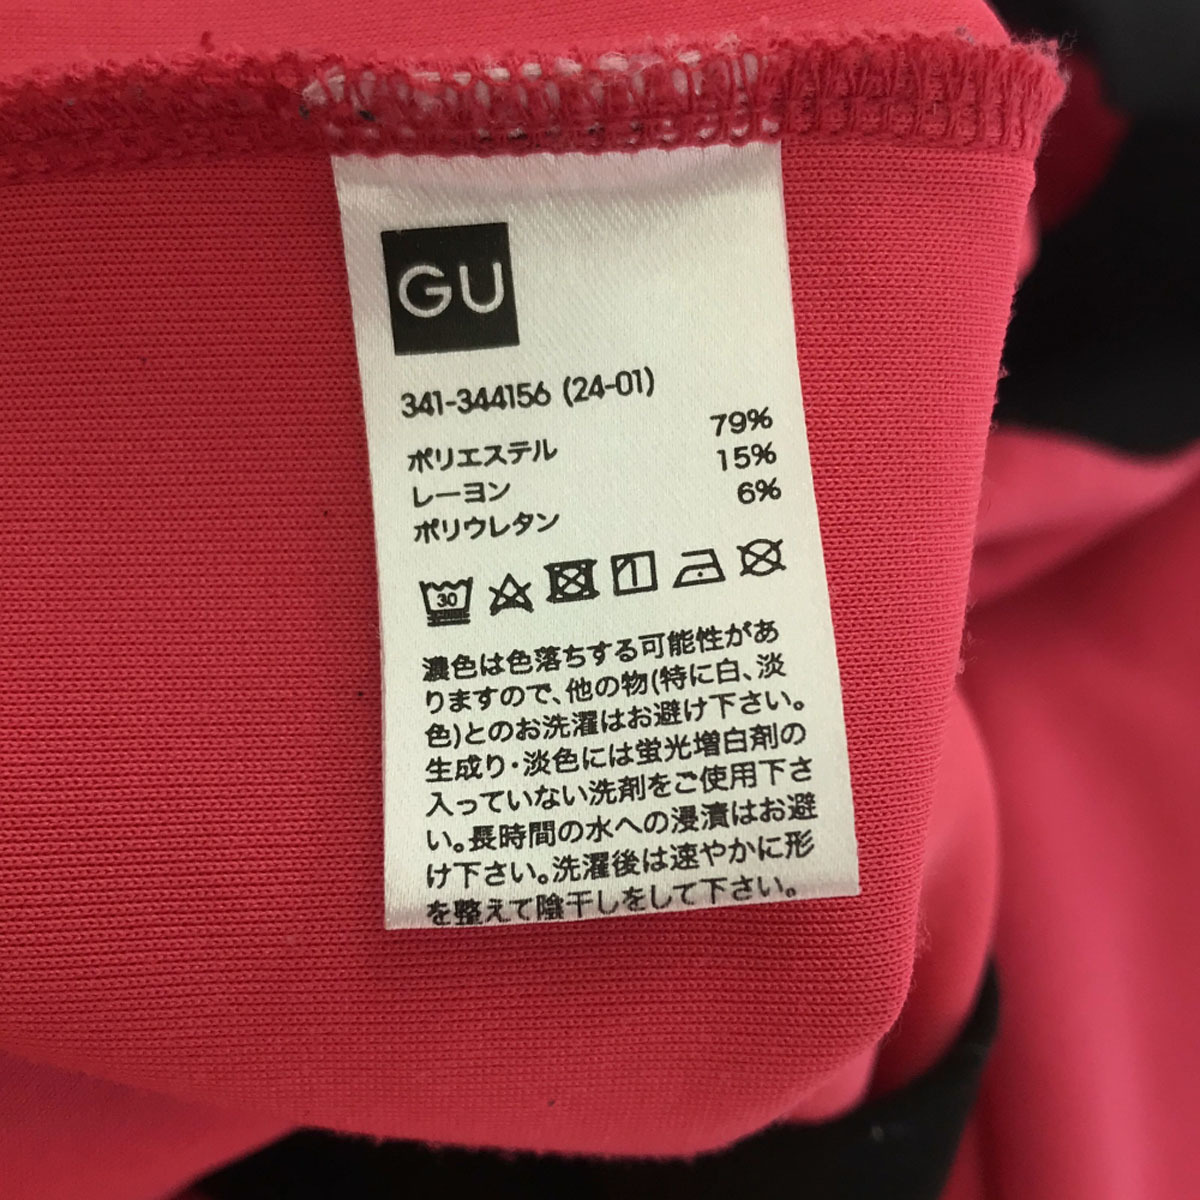 GU
341-344156 (24-01)
ポリエステル 79%
レーヨン 15%
ポリウレタン 6%
30
濃色は色落ちする可能性があ
りますので、他の物(特に白、淡
色)とのお洗濯はお避け下さい。
生成り・淡色には蛍光増白剤の
入っていない洗剤をご使用下さ
い。長時間の水への浸漬はお避
け下さい。洗濯後は速やかに形
を整えて陰干しをして下さい。